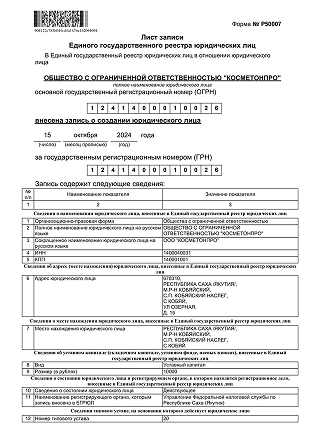 Форма № Р50007
Лист записи
Единого государственного реестра юридических лиц
В Единый государственный реестр юридических лиц в отношении юридического
лица
ОБЩЕСТВО С ОГРАНИЧЕННОЙ ОТВЕТСТВЕННОСТЬЮ "КОСМЕТОНПРО"
полное наименование юридического лица
основной государственный регистрационный номер (ОГРН)
1 2 4 1 4 0 0 0 1 0 0 2 6
внесена запись о создании юридического лица
15 октября 2024 года
(число) (месяц прописью) (год)
за государственным регистрационным номером (ГРН)
1 2 4 1 4 0 0 0 1 0 0 2 6
Запись содержит следующие сведения:
№ п/п Наименование показателя Значение показателя
1 2 3
Сведения о наименовании юридического лица, внесенные в Единый государственный реестр юридических лиц
1 Организационно-правовая форма Общества с ограниченной ответственностью
2 Полное наименование юридического лица на русском ОБЩЕСТВО С ОГРАНИЧЕННОЙ
языке ОТВЕТСТВЕННОСТЬЮ "КОСМЕТОНПРО"
3 Сокращенное наименование юридического лица на ООО "КОСМЕТОНПРО"
русском языке
4 ИНН 1400040031
5 КПП 140001001
Сведения об адресе (месте нахождения) юридического лица, внесенные в Единый государственный реестр юридических
лиц
6 Адрес юридического лица 678310,
РЕСПУБЛИКА САХА (ЯКУТИЯ),
М.Р-Н КОБЯЙСКИЙ,
С.П. КОБЯЙСКИЙ НАСЛЕГ,
С КОБЯЙ,
УЛ ОЗЕРНАЯ,
Д. 15
Сведения о месте нахождения юридического лица, внесенные в Единый государственный реестр юридических лиц
7 Место нахождения юридического лица РЕСПУБЛИКА САХА (ЯКУТИЯ),
М.Р-Н КОБЯЙСКИЙ,
С.П. КОБЯЙСКИЙ НАСЛЕГ,
С КОБЯЙ
Сведения об уставном капитале (складочном капитале, уставном фонде, паевых взносах), внесенные в Единый
государственный реестр юридических лиц
8 Вид Уставный капитал
9 Размер (в рублях) 10000
Сведения о состоянии юридического лица и регистрирующем органе, в котором находится регистрационное дело,
внесенные в Единый государственный реестр юридических лиц
10 Сведения о состоянии юридического лица Действующее
11 Наименование регистрирующего органа, которым Управление Федеральной налоговой службы по
запись внесена в ЕГРЮЛ Республике Саха (Якутия)
Сведения о типовом уставе, на основании которого действует юридическое лицо
12 Номер типового устава 20